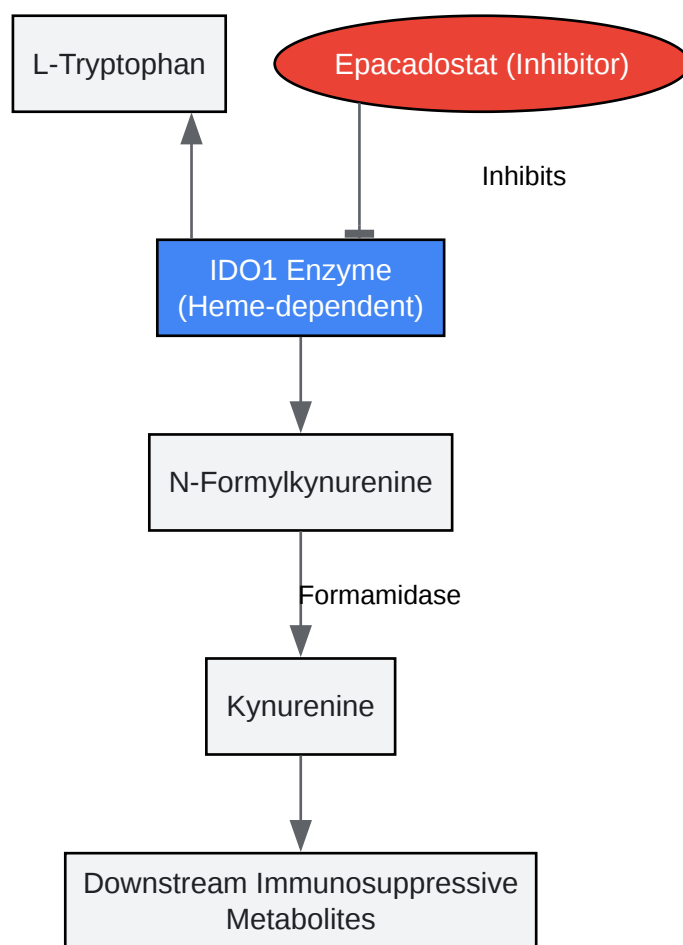 L-Tryptophan
Epacadostat (Inhibitor)
Inhibits
IDO1 Enzyme
(Heme-dependent)
N-Formylkynurenine
Formamidase
Kynurenine
Downstream Immunosuppressive
Metabolites